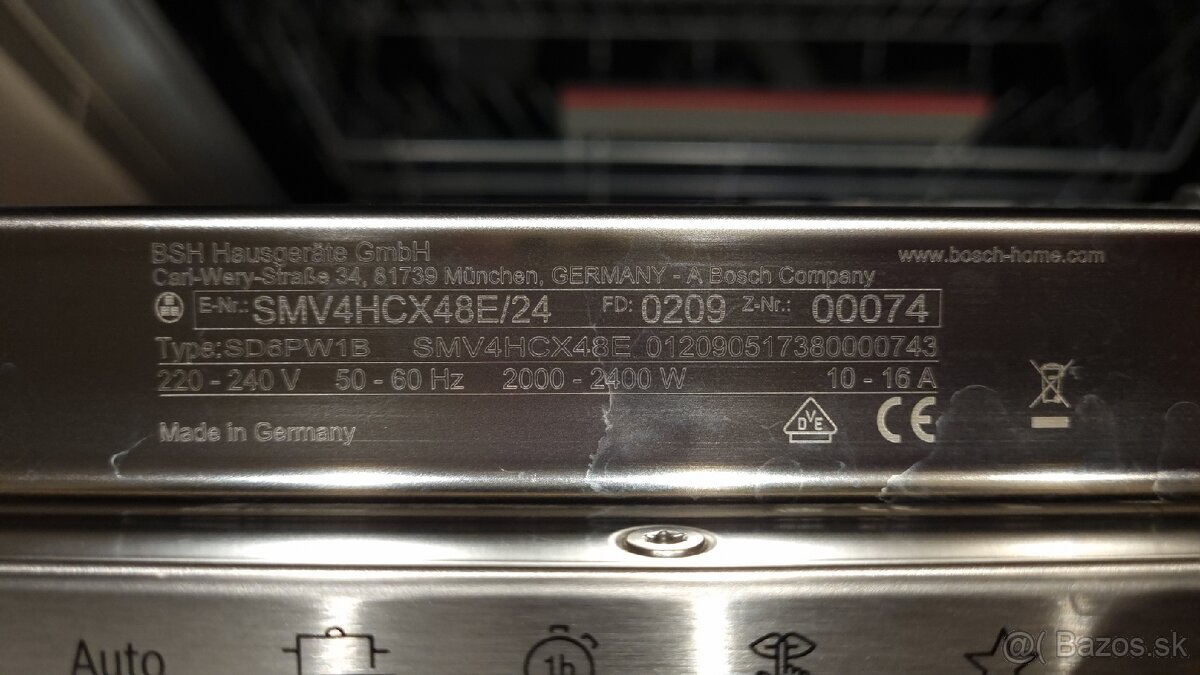 BSH Hausgeräte GmbH
www.bosch-home.com
Carl-Wery-Straße 34, 81739 München, GERMANY - A Bosch Company
E-Nr.: SMV4HCX48E/24 FD: 0209 Z-Nr.: 00074
Type: SD6PW1B SMV4HCX48E 012090517380000743
220 - 240 V 50 - 60 Hz 2000 - 2400 W 10 - 16 A
Made in Germany
DVE CE
Auto
1h
@( Bazos.sk